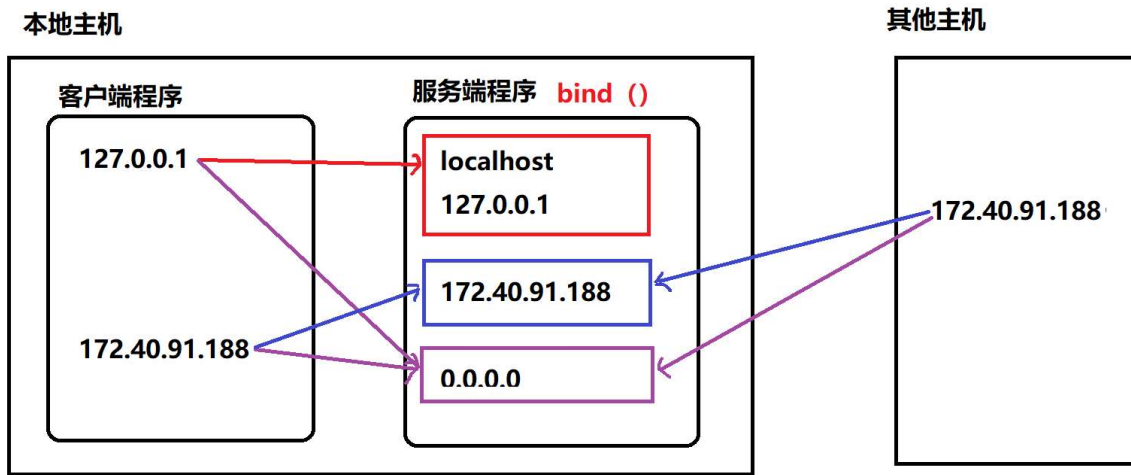 本地主机
其他主机
客户端程序
服务端程序 bind（）
127.0.0.1
localhost
127.0.0.1
172.40.91.188
172.40.91.188
172.40.91.188
0.0.0.0